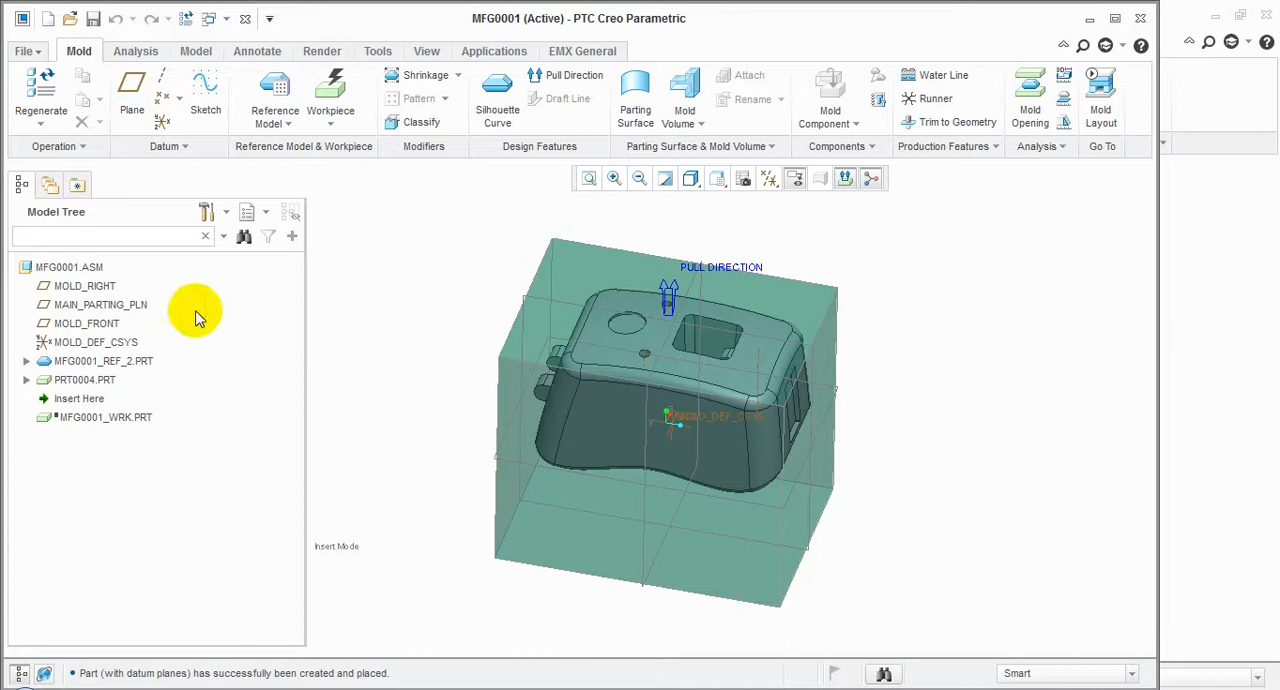 MFG0001 (Active) - PTC Creo Parametric
File Mold Analysis Model Annotate Render Tools View Applications EMX General
Regenerate
Plane
Sketch
Reference Model
Workpiece
Shrinkage
Pattern
Classify
Silhouette Curve
Pull Direction
Draft Line
Parting Surface
Mold Volume
Attach
Rename
Mold Component
Water Line
Runner
Trim to Geometry
Mold Opening
Mold Layout
Operation Datum Reference Model & Workpiece Modifiers Design Features Parting Surface & Mold Volume Components Production Features Analysis Go To
Model Tree
MFG0001.ASM
MOLD_RIGHT
MAIN_PARTING_PLN
MOLD_FRONT
MOLD_DEF_CSYS
MFG0001_REF_2.PRT
PRT0004.PRT
Insert Here
MFG0001_WRK.PRT
PULL DIRECTION
Insert Mode
• Part (with datum planes) has successfully been created and placed.
Smart